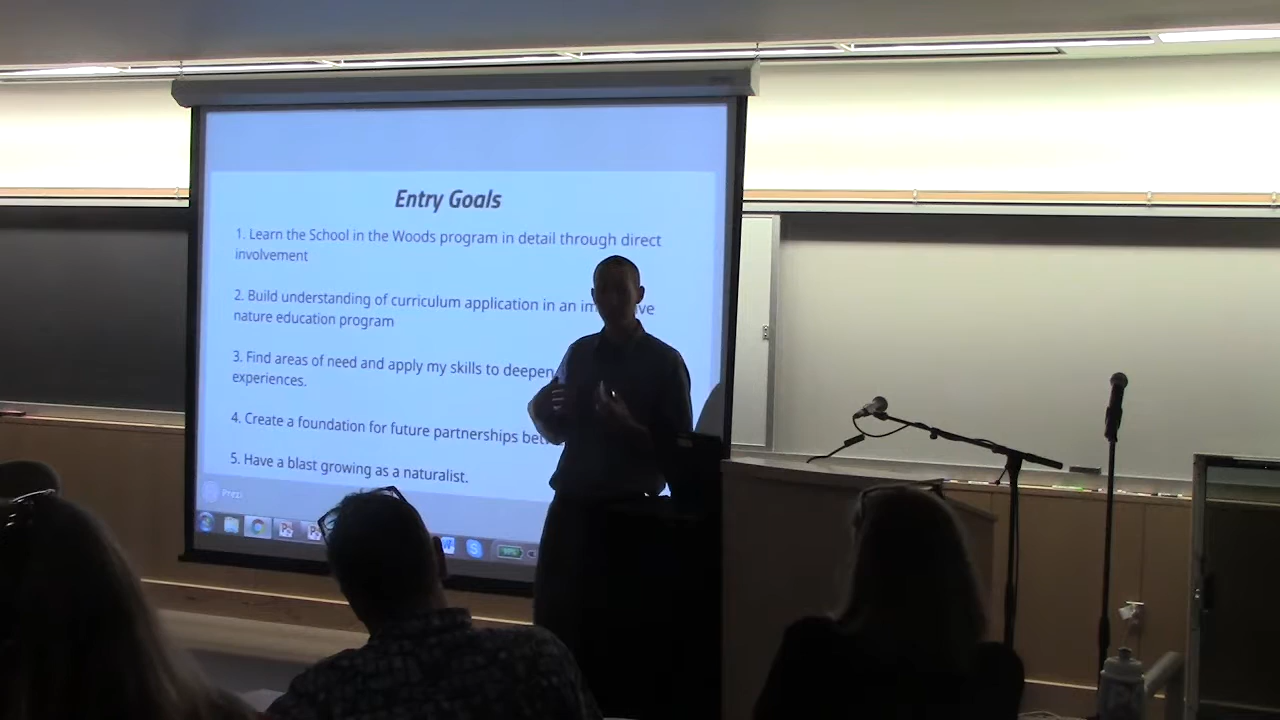 Entry Goals
1. Learn the School in the Woods program in detail through direct
involvement
2. Build understanding of curriculum application in an
nature education program
3. Find areas of need and apply my skills to deepen
experiences.
4. Create a foundation for future partnerships
5. Have a blast growing as a naturalist.
Prezi